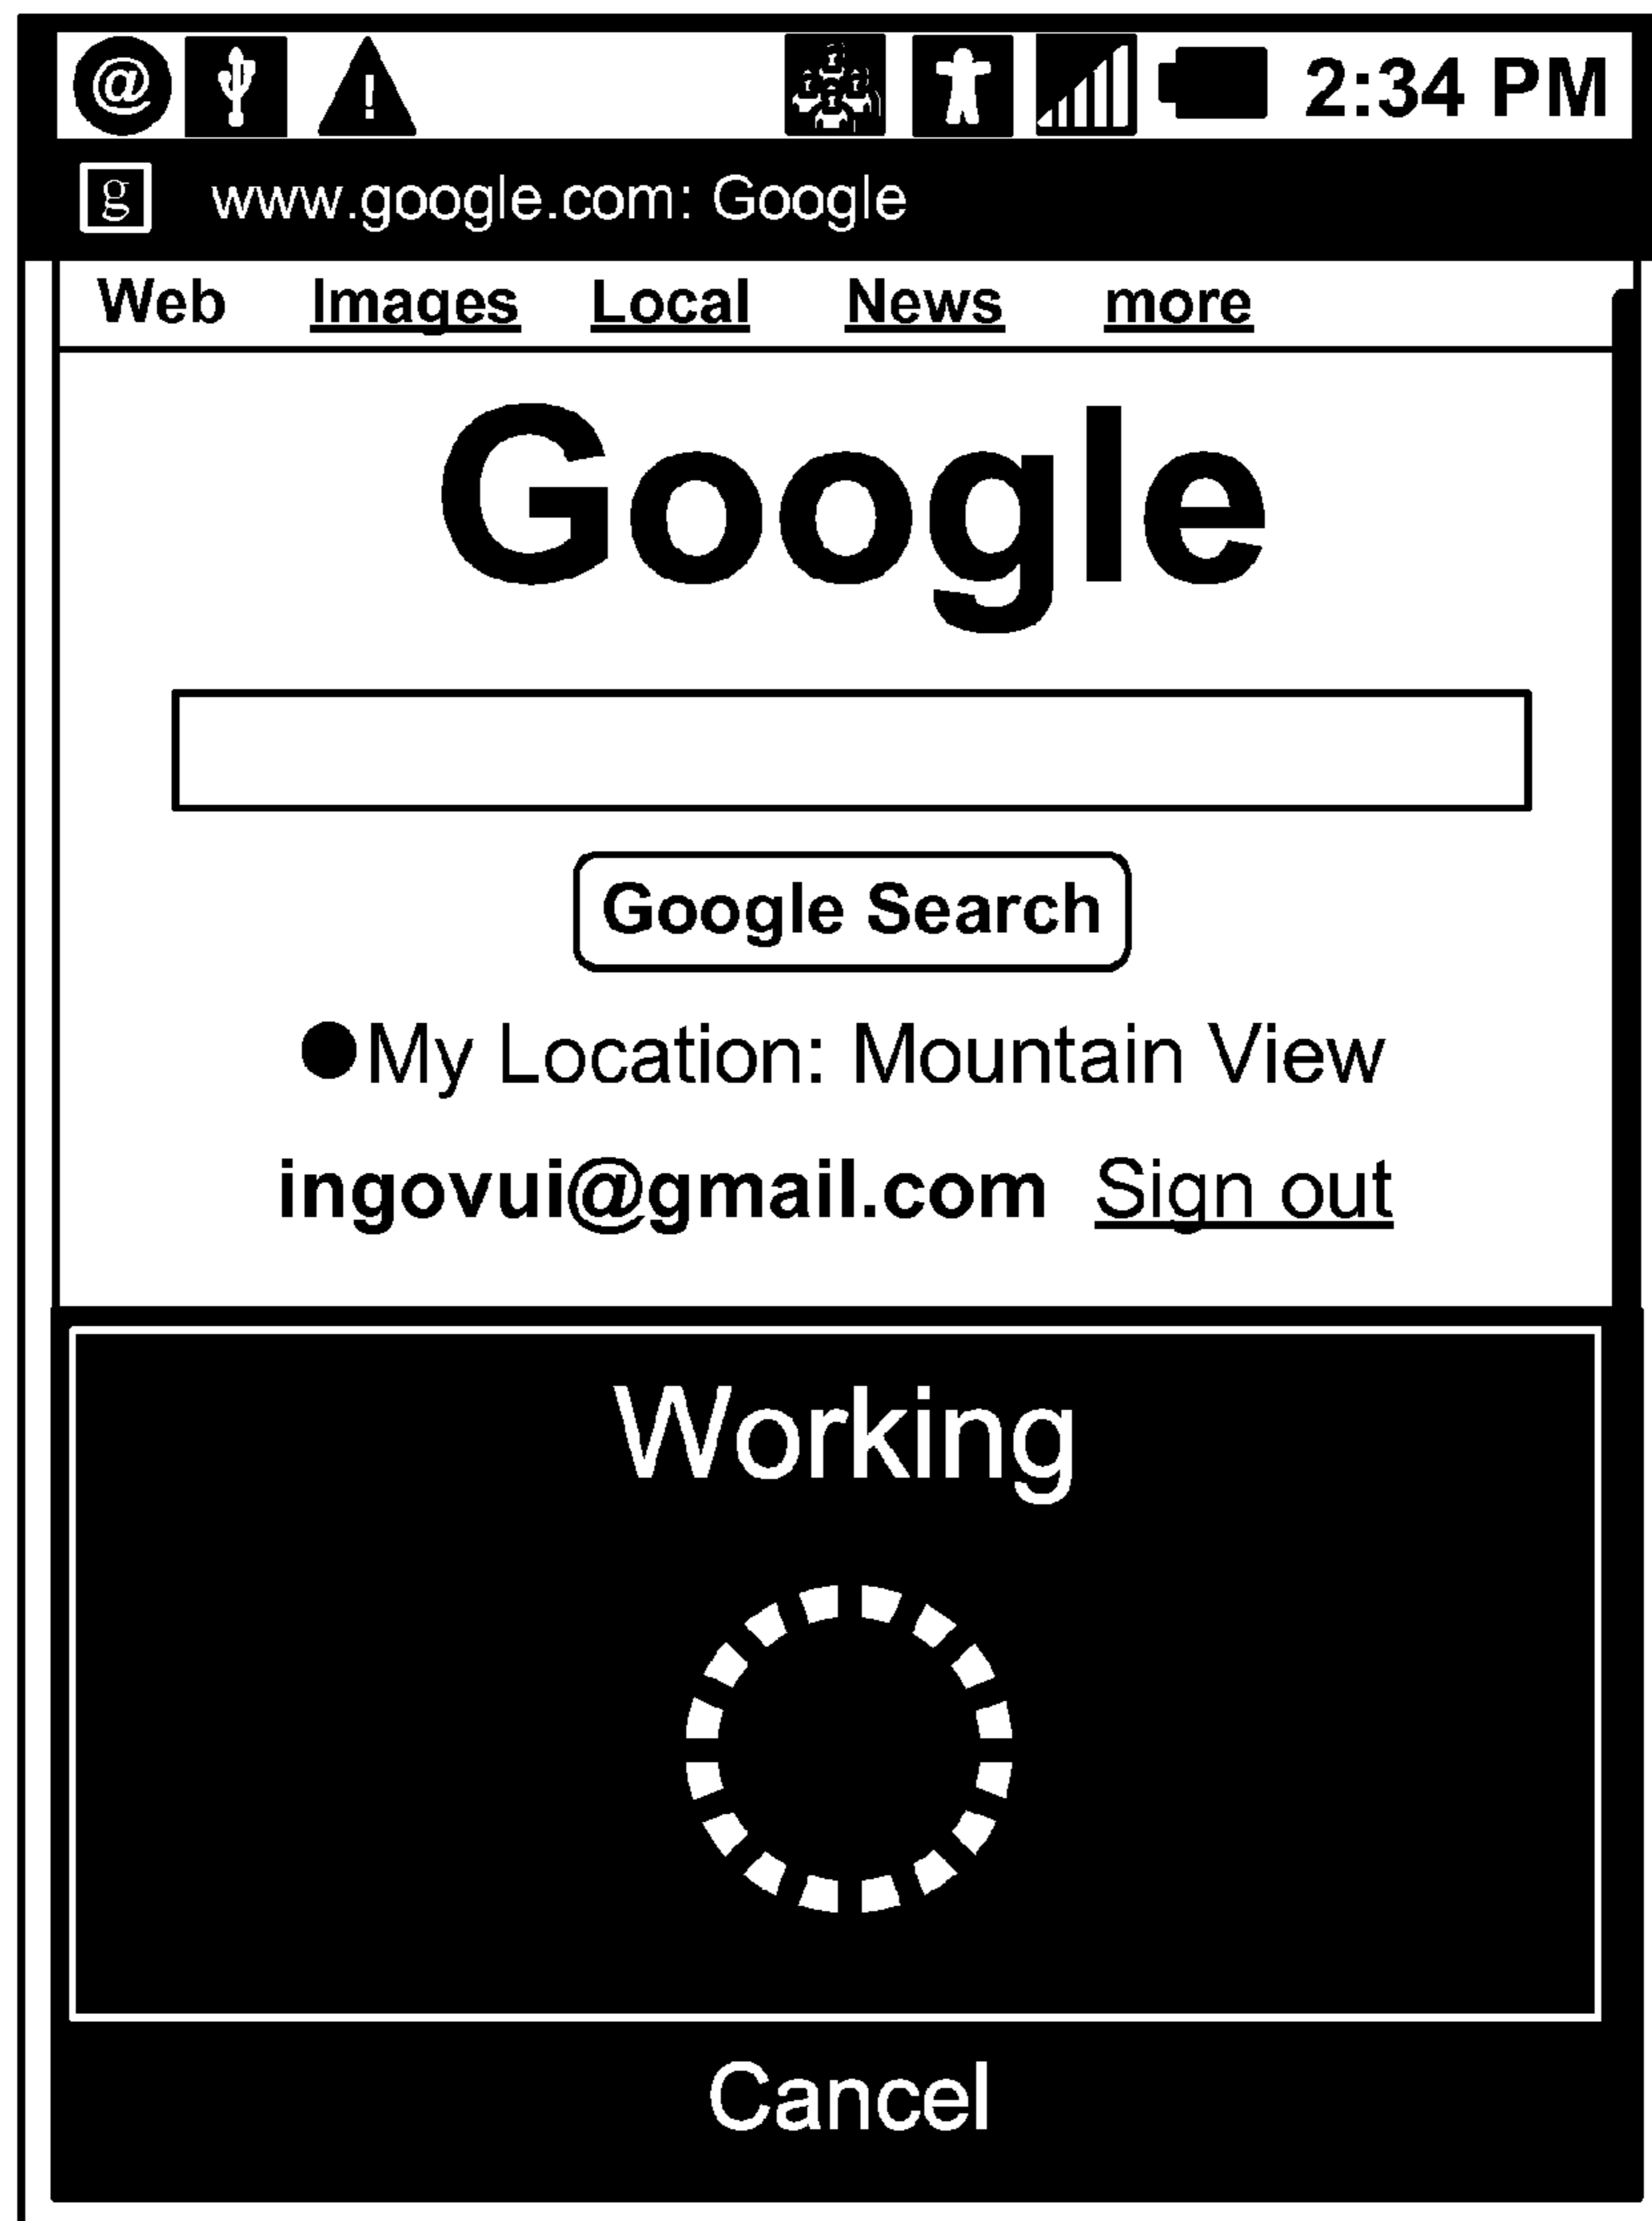 @ ! 2:34 PM
g www.google.com: Google
Web Images Local News more
Google
Google Search
My Location: Mountain View
ingovui@gmail.com Sign out
Working
Cancel